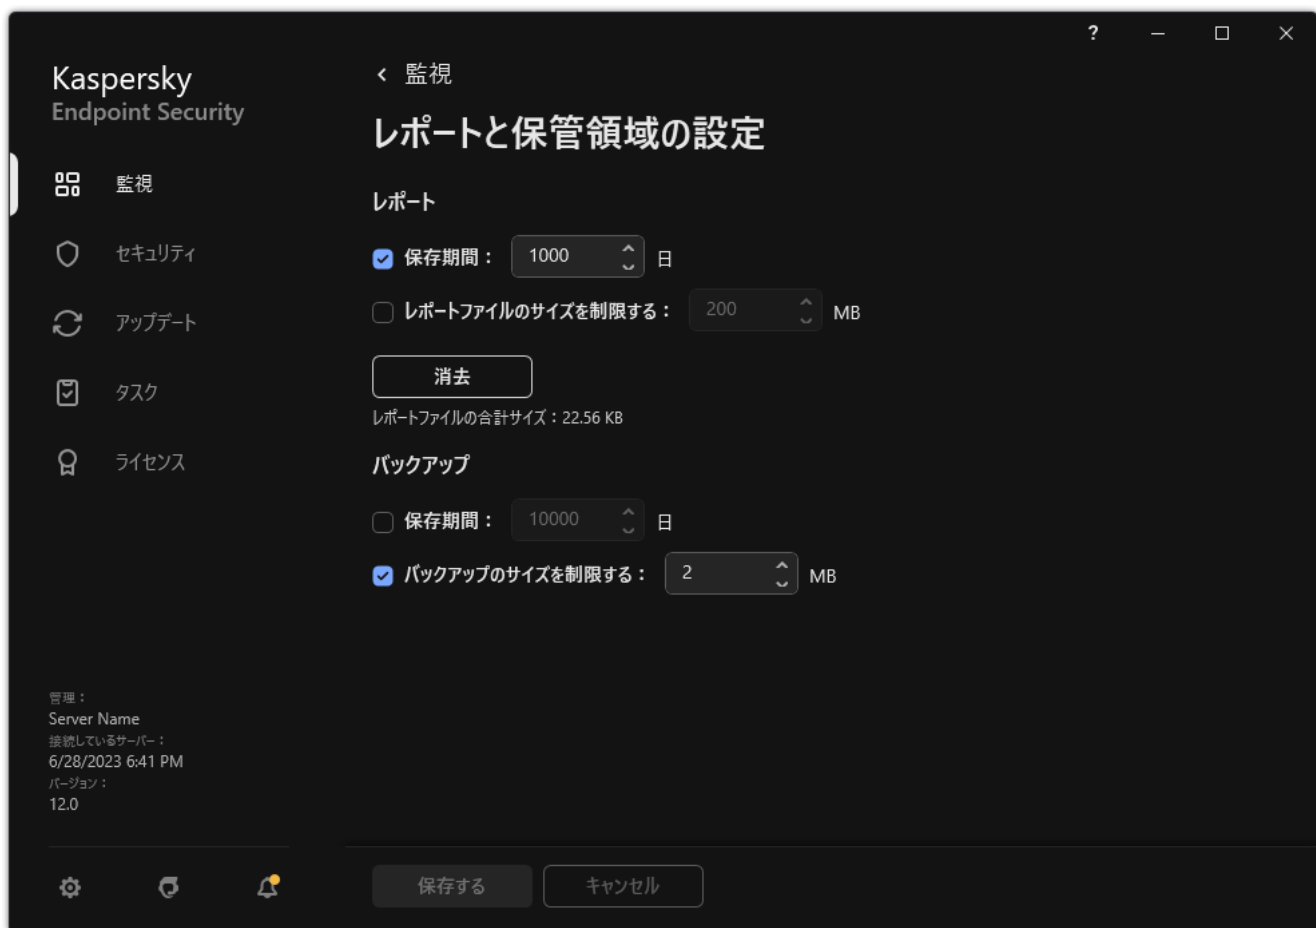 ?
Kaspersky
Endpoint Security
監視
セキュリティ
アップデート
タスク
ライセンス
管理：
Server Name
接続しているサーバー：
6/28/2023 6:41 PM
バージョン：
12.0
監視
レポートと保管領域の設定
レポート
保存期間： 1000 日
レポートファイルのサイズを制限する： 200 MB
消去
レポートファイルの合計サイズ：22.56 KB
バックアップ
保存期間： 10000 日
バックアップのサイズを制限する： 2 MB
保存する キャンセル